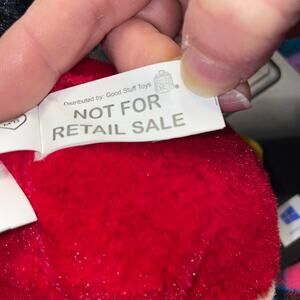 Distributed by: Good Stuff Toys
NOT FOR
RETAIL SALE